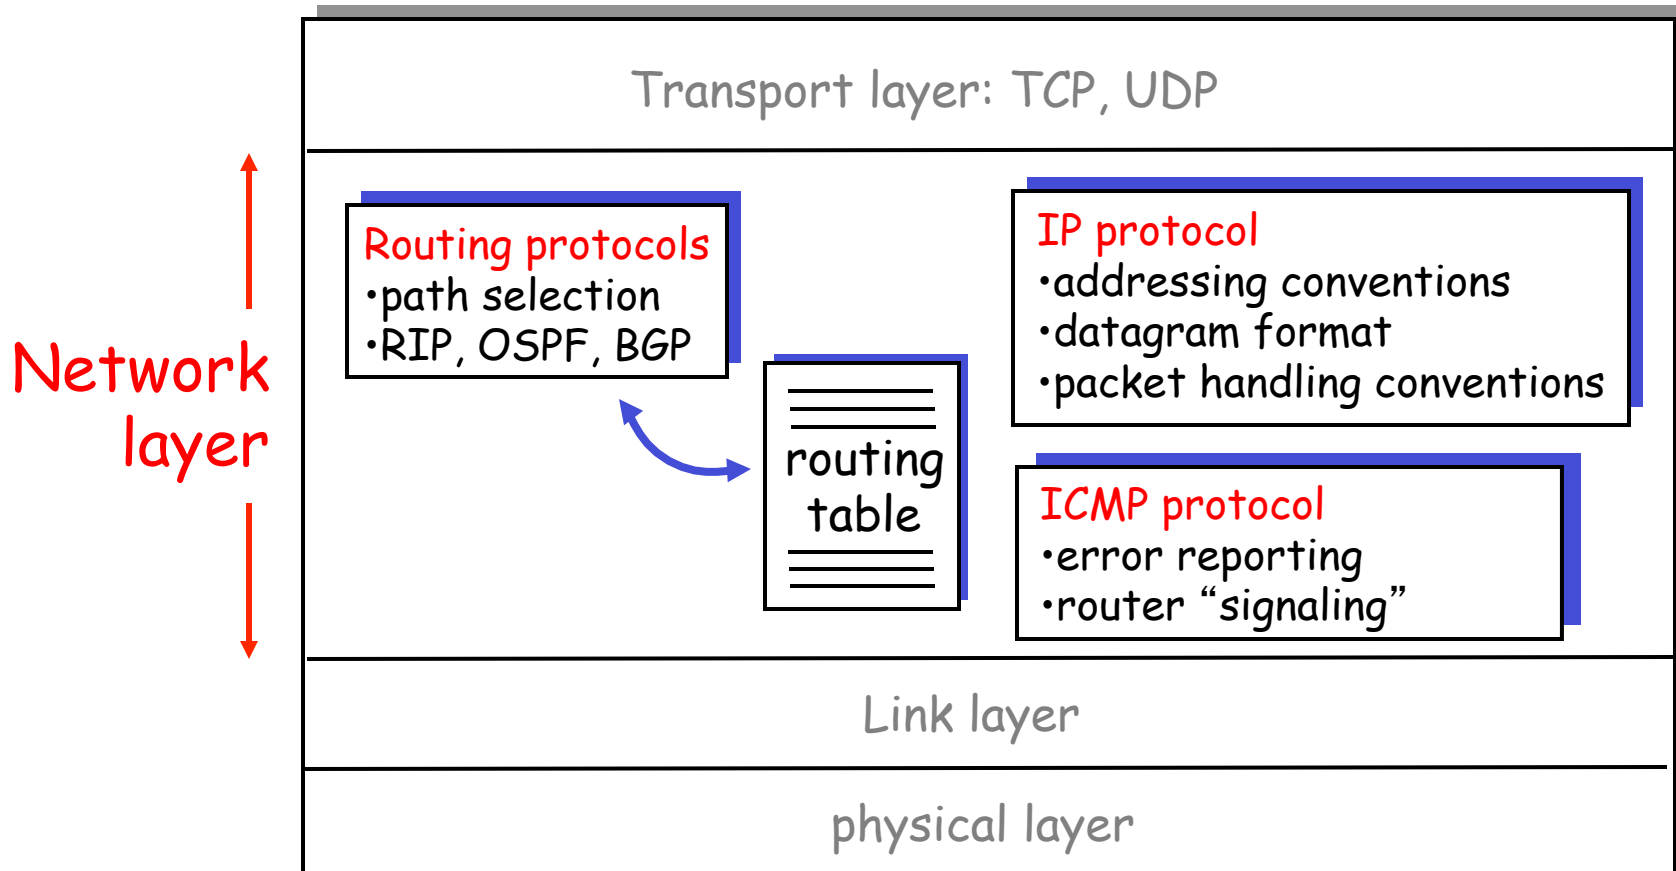 Transport layer: TCP, UDP
Network
layer
Routing protocols
•path selection
•RIP, OSPF, BGP
routing
table
IP protocol
•addressing conventions
•datagram format
•packet handling conventions
ICMP protocol
•error reporting
•router “signaling”
Link layer
physical layer